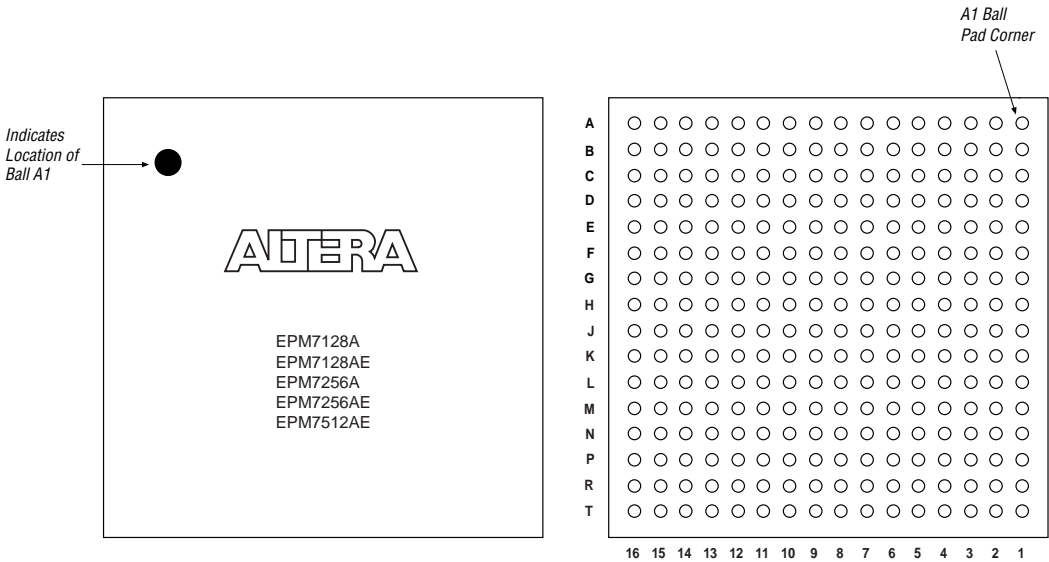 A1 Ball
Pad Corner
Indicates
Location of
Ball A1
ALTERA
EPM7128A
EPM7128AE
EPM7256A
EPM7256AE
EPM7512AE
A
B
C
D
E
F
G
H
J
K
L
M
N
P
R
T
16 15 14 13 12 11 10 9 8 7 6 5 4 3 2 1